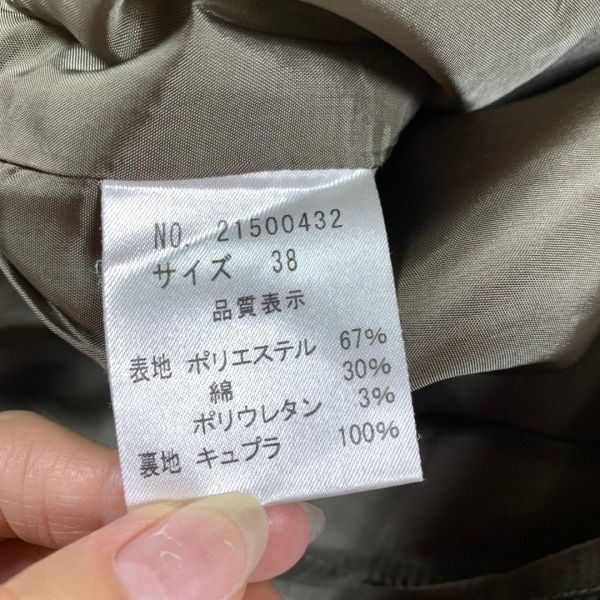 NO. 21500432
サイズ 38
品質表示
表地 ポリエステル 67%
綿 30%
ポリウレタン 3%
裏地 キュプラ 100%